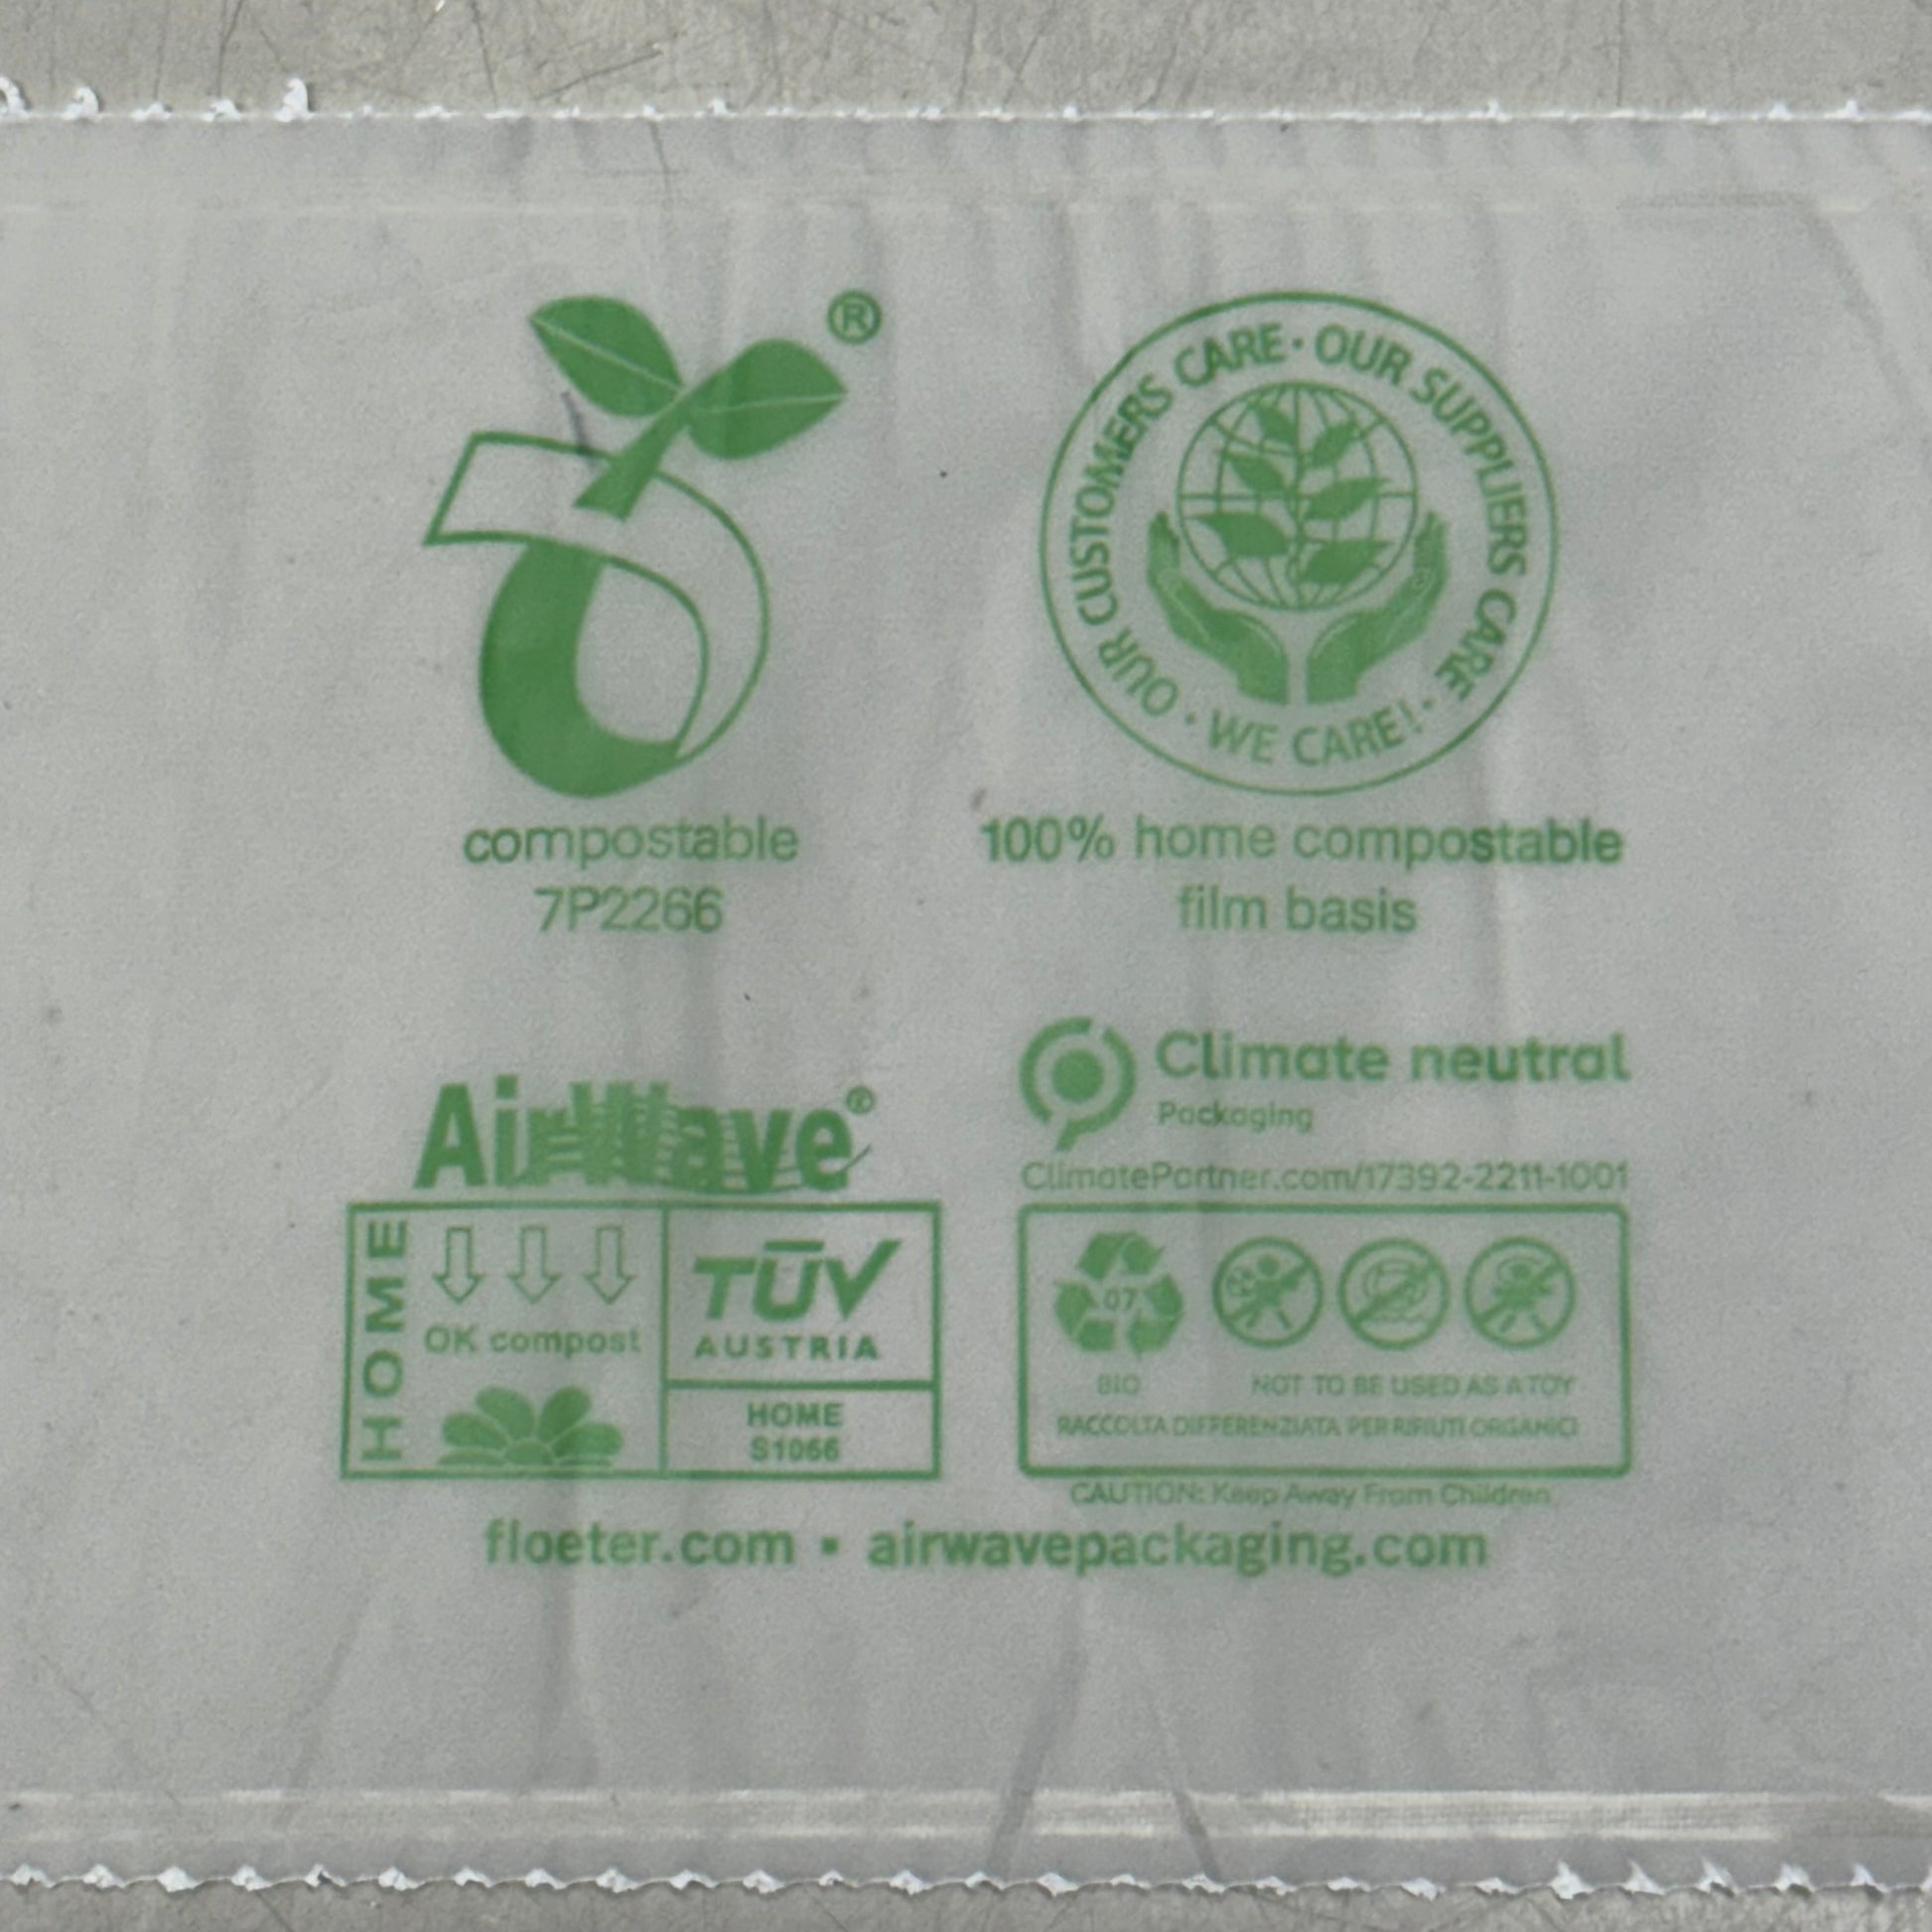 ®
OUR CUSTOMERS CARE · OUR SUPPLIERS CARE · WE CARE! ·
compostable
7P2266
100% home compostable
film basis
AirWave®
Climate neutral
Packaging
ClimatePartner.com/17392-2211-1001
HOME
OK compost
TÜV
AUSTRIA
HOME
S1066
07
BIO
NOT TO BE USED AS A TOY
RACCOLTA DIFFERENZIATA PER RIFIUTI ORGANICI
CAUTION: Keep Away From Children
floeter.com ▪ airwavepackaging.com